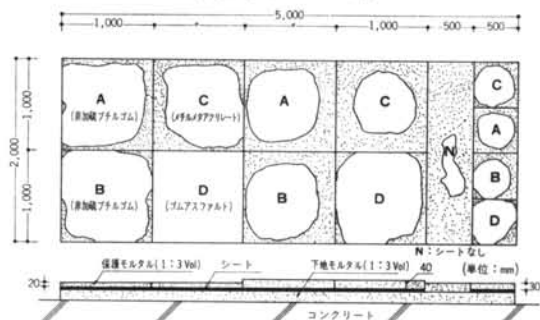 5,000
1,000
1,000
500
500
2,000
1,000
1,000
A
(非加硫ブチルゴム)
C
(メチルメタアクリレート)
A
C
C
A
N
B
(非加硫ブチルゴム)
D
(ゴムアスファルト)
B
D
B
D
N:シートなし
保護モルタル(1:3 Vol)
シート
下地モルタル(1:3 Vol)
40
(単位:mm)
20
30
コンクリート